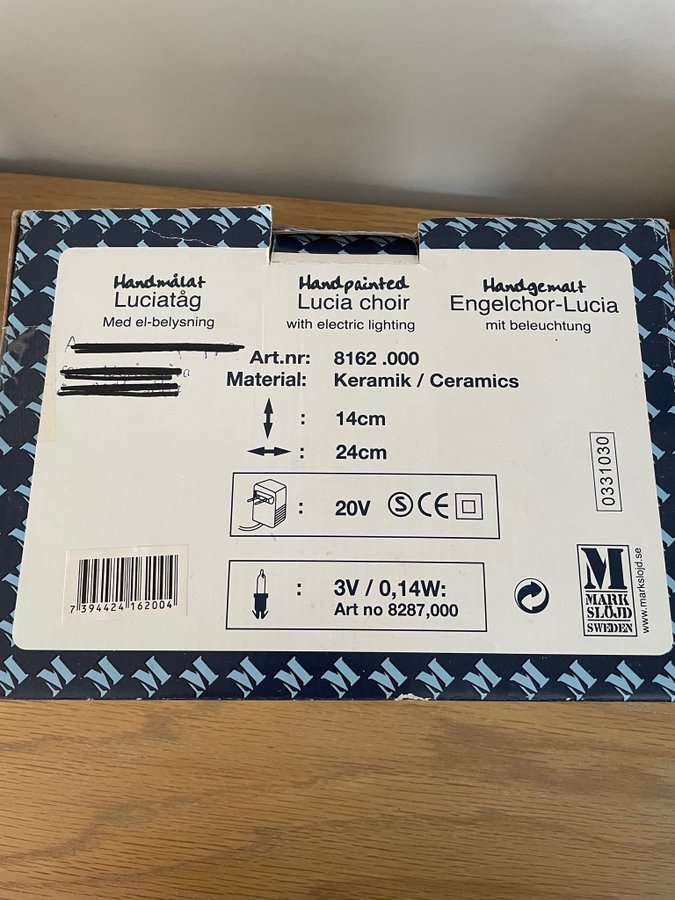 Handmålat
Luciatåg
Med el-belysning
Handpainted
Lucia choir
with electric lighting
Handgemalt
Engelchor-Lucia
mit beleuchtung
Art.nr: 8162 .000
Material: Keramik / Ceramics
: 14cm
: 24cm
: 20V S CE
: 3V / 0,14W:
Art no 8287,000
0331030
7 394424 162004
M
MARK
SLÖJD
SWEDEN
www.markslojd.se